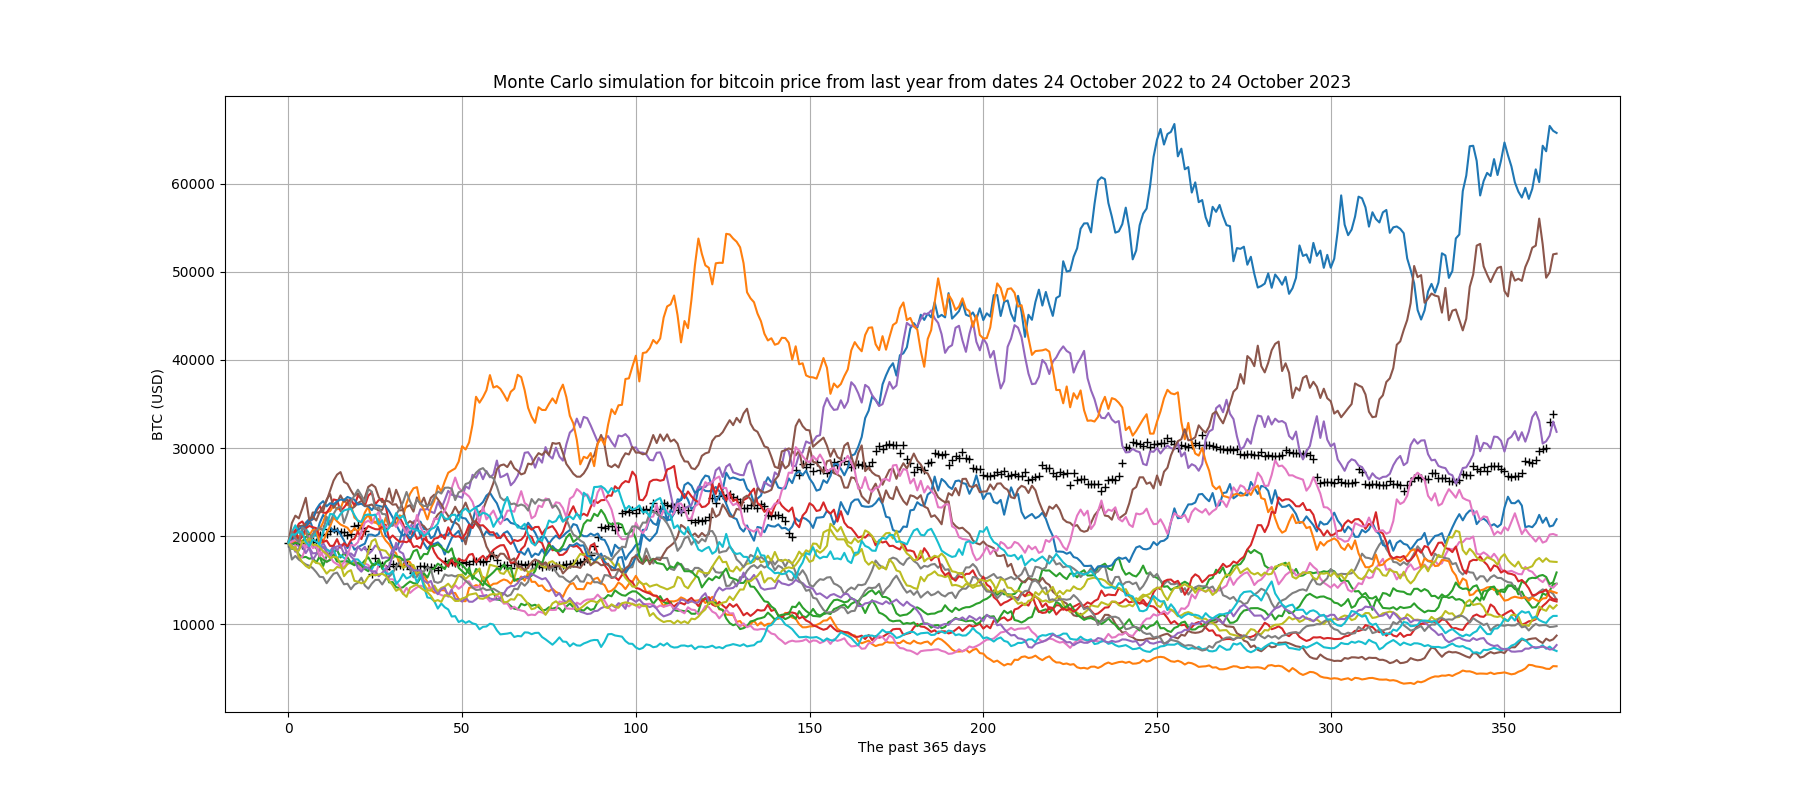 Monte Carlo simulation for bitcoin price from last year from dates 24 October 2022 to 24 October 2023
BTC (USD)
60000
50000
40000
30000
20000
10000
0 50 100 150 200 250 300 350
The past 365 days